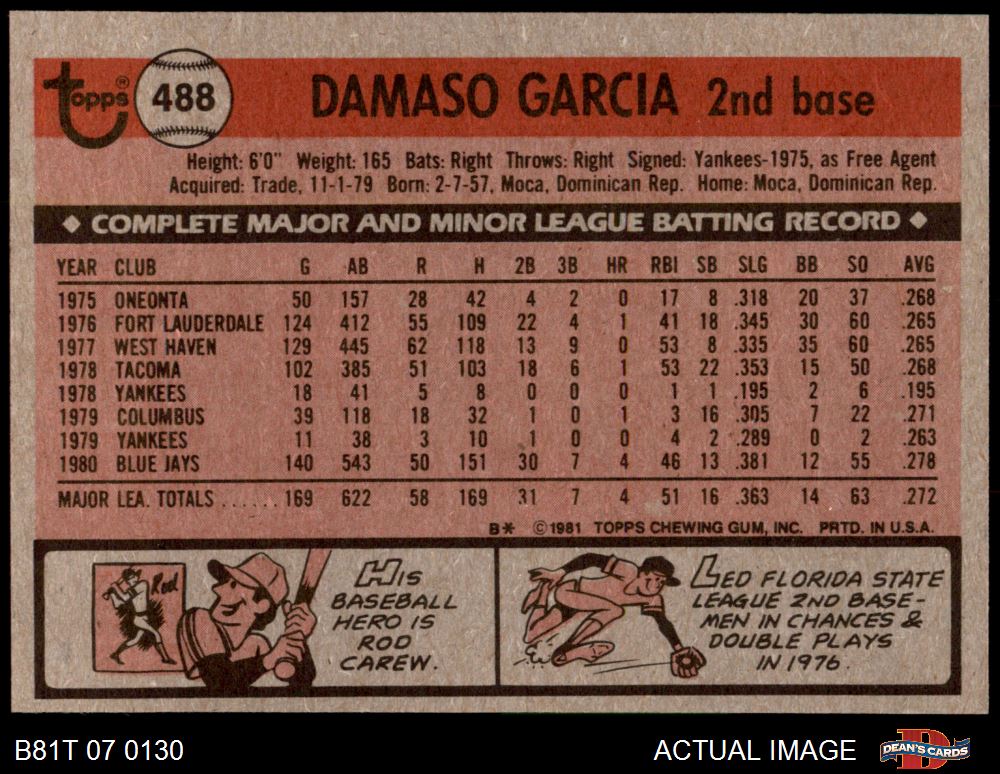 Topps® 488 DAMASO GARCIA 2nd base
Height: 6'0" Weight: 165 Bats: Right Throws: Right Signed: Yankees-1975, as Free Agent
Acquired: Trade, 11-1-79 Born: 2-7-57, Moca, Dominican Rep. Home: Moca, Dominican Rep.
◆ COMPLETE MAJOR AND MINOR LEAGUE BATTING RECORD ◆
YEAR CLUB G AB R H 2B 3B HR RBI SB SLG BB SO AVG
1975 ONEONTA 50 157 28 42 4 2 0 17 8 .318 20 37 .268
1976 FORT LAUDERDALE 124 412 55 109 22 4 1 41 18 .345 30 60 .265
1977 WEST HAVEN 129 445 62 118 13 9 0 53 8 .335 35 60 .265
1978 TACOMA 102 385 51 103 18 6 1 53 22 .353 15 50 .268
1978 YANKEES 18 41 5 8 0 0 0 1 1 .195 2 6 .195
1979 COLUMBUS 39 118 18 32 1 0 1 3 16 .305 7 22 .271
1979 YANKEES 11 38 3 10 1 0 0 4 2 .289 0 2 .263
1980 BLUE JAYS 140 543 50 151 30 7 4 46 13 .381 12 55 .278
MAJOR LEA. TOTALS ...... 169 622 58 169 31 7 4 51 16 .363 14 63 .272
B* ©1981 TOPPS CHEWING GUM, INC. PRTD. IN U.S.A.
Rod
HIS
BASEBALL
HERO IS
ROD
CAREW.
LED FLORIDA STATE
LEAGUE 2ND BASE-
MEN IN CHANCES &
DOUBLE PLAYS
IN 1976.
B81T 07 0130 ACTUAL IMAGE DEAN'S CARDS